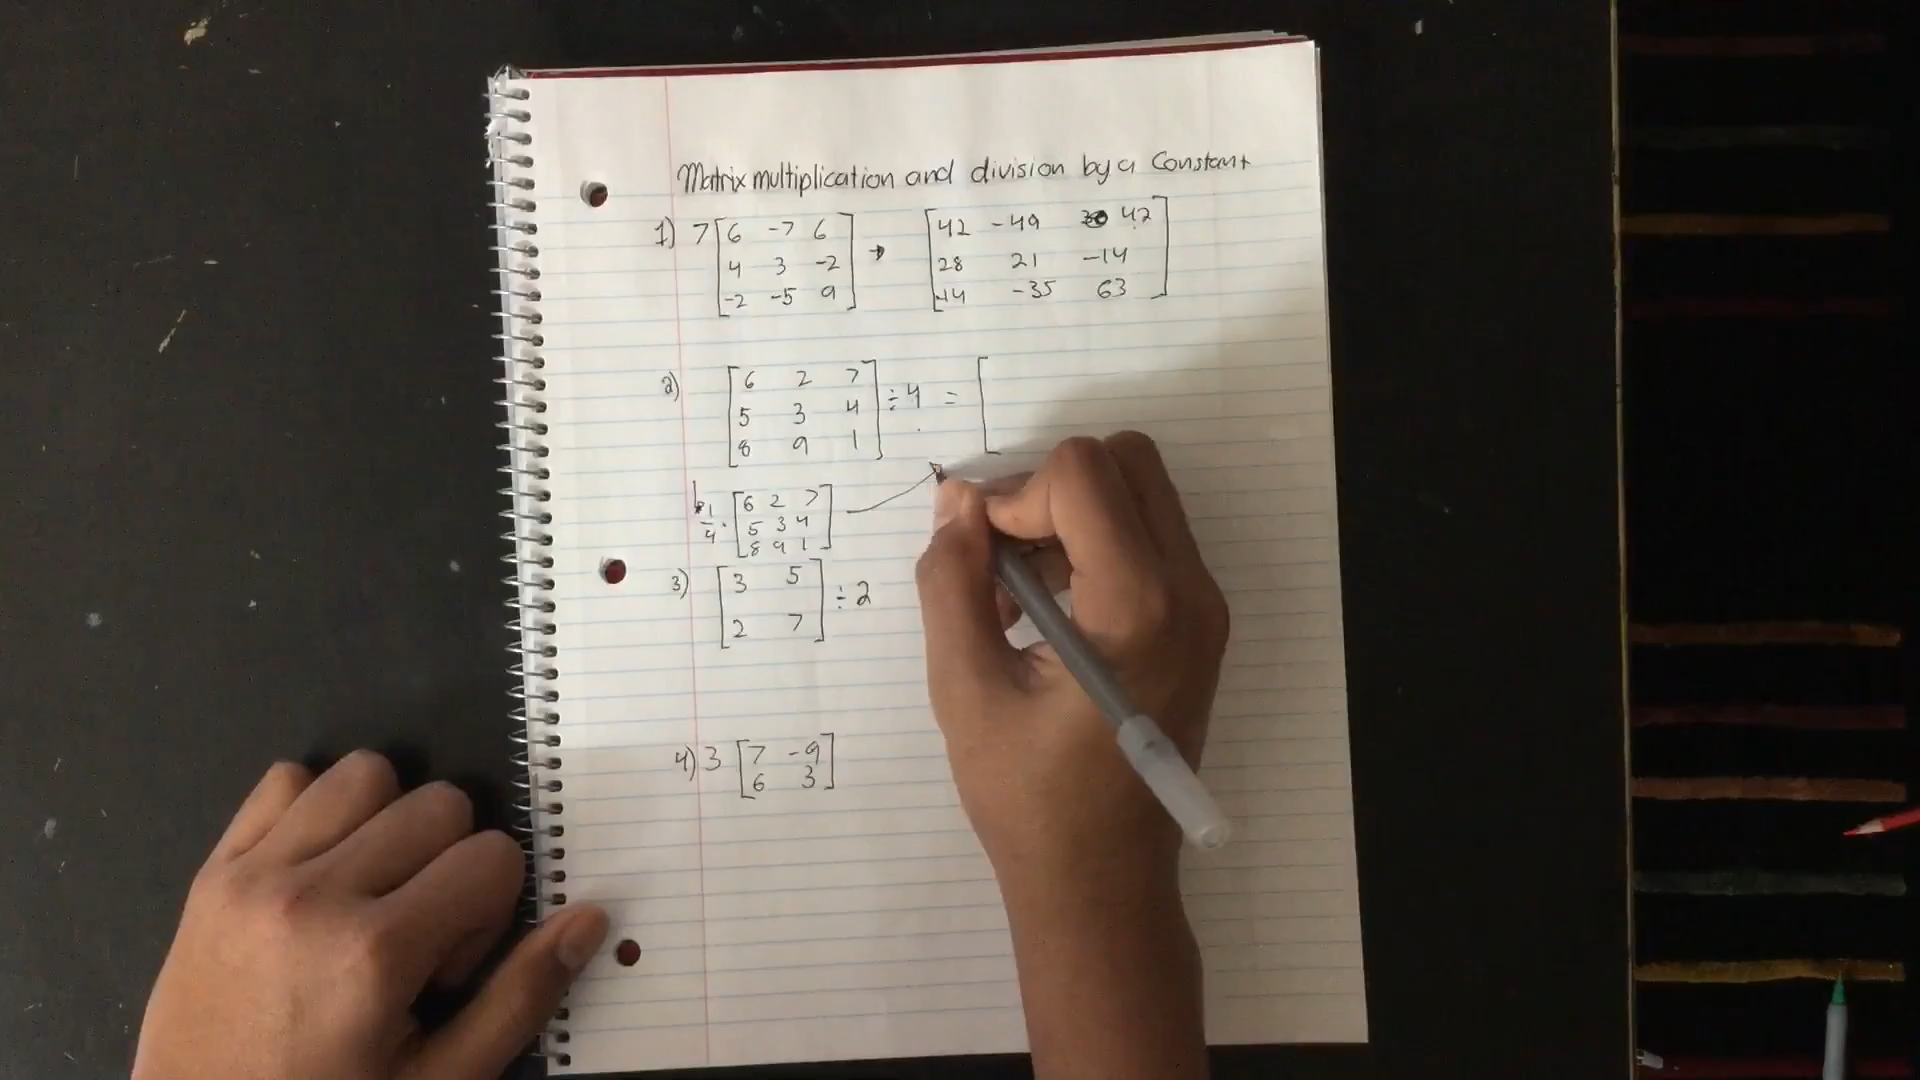 Matrix multiplication and division by a Constant
1) 7 [6 -7 6 → [42 -49 42
4 3 -2 28 21 -14
-2 -5 9] -14 -35 63]
2) [6 2 7
5 3 4 ÷ 4 = [
8 9 1]
1/4 · [6 2 7
5 3 4
8 9 1]
3) [3 5 ÷ 2
2 7]
4) 3 [7 -9
6 3]